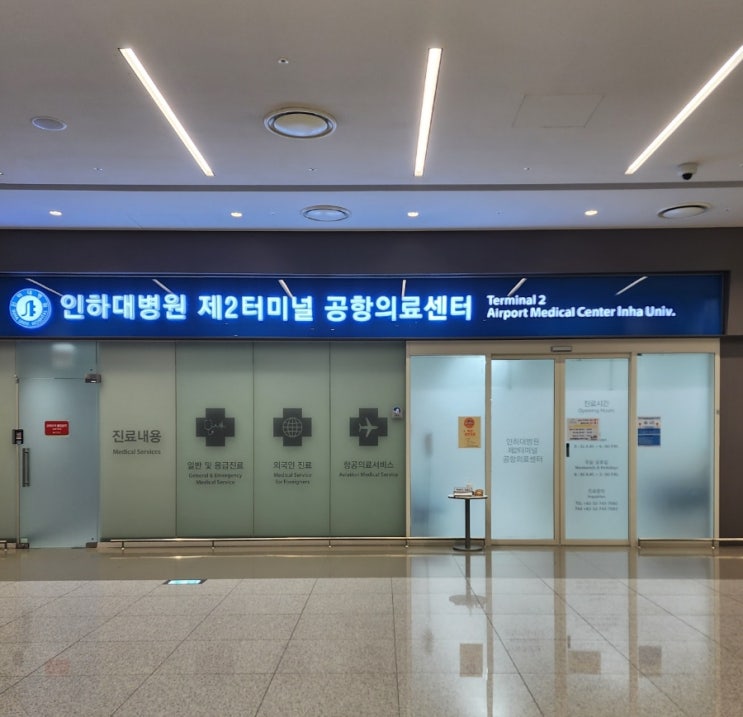 인하대병원 제2터미널 공항의료센터
Terminal 2
Airport Medical Center Inha Univ.
진료내용
Medical Services
일반 및 응급진료
General & Emergency
Medical Service
외국인 진료
Medical Service
for Foreigners
항공의료서비스
Aviation Medical Service
인하대병원
제2터미널
공항의료센터
진료시간
Opening Hours